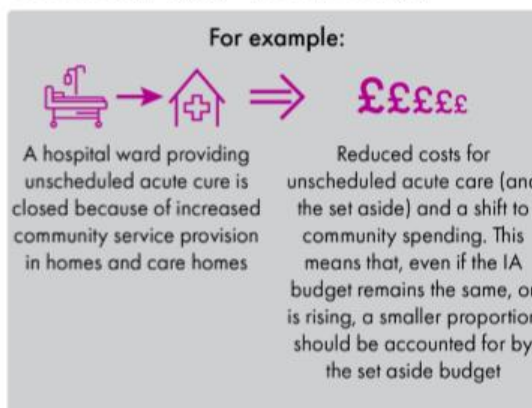 For example:
A hospital ward providing
unscheduled acute cure is
closed because of increased
community service provision
in homes and care homes
£££££
Reduced costs for
unscheduled acute care (and
the set aside) and a shift to
community spending. This
means that, even if the IA
budget remains the same, or
is rising, a smaller proportion
should be accounted for by
the set aside budget